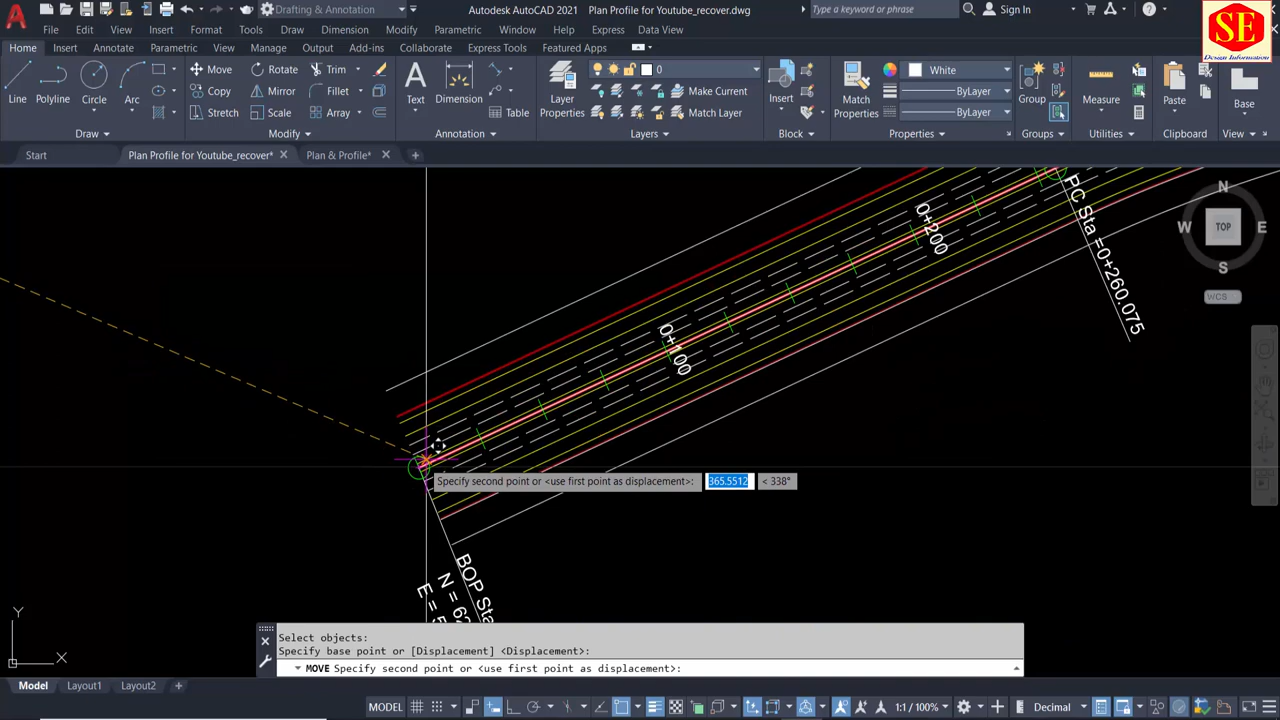 Drafting & Annotation
Autodesk AutoCAD 2021 Plan Profile for Youtube_recover.dwg
Type a keyword or phrase
Sign In
SE
Design Information
File Edit View Insert Format Tools Draw Dimension Modify Parametric Window Help Express Data View
Home Insert Annotate Parametric View Manage Output Add-ins Collaborate Express Tools Featured Apps
Line Polyline Circle Arc
Move Rotate Trim
Copy Mirror Fillet
Stretch Scale Array
Text Dimension Table
Layer Properties
0
Make Current
Match Layer
Insert
Match Properties
White
ByLayer
ByLayer
Group
Measure
Paste
Base
Draw Modify Annotation Layers Block Properties Groups Utilities Clipboard View
Start Plan Profile for Youtube_recover* Plan & Profile*
N
W TOP E
S
WCS
PC Sta =0+260.075
0+200
0+100
BOP Sta
N = 62
E = 5
Specify second point or <use first point as displacement>: 365.5512 < 338°
Y
X
Select objects:
Specify base point or [Displacement] <Displacement>:
MOVE Specify second point or <use first point as displacement>:
Model Layout1 Layout2
MODEL 1:1 / 100% Decimal